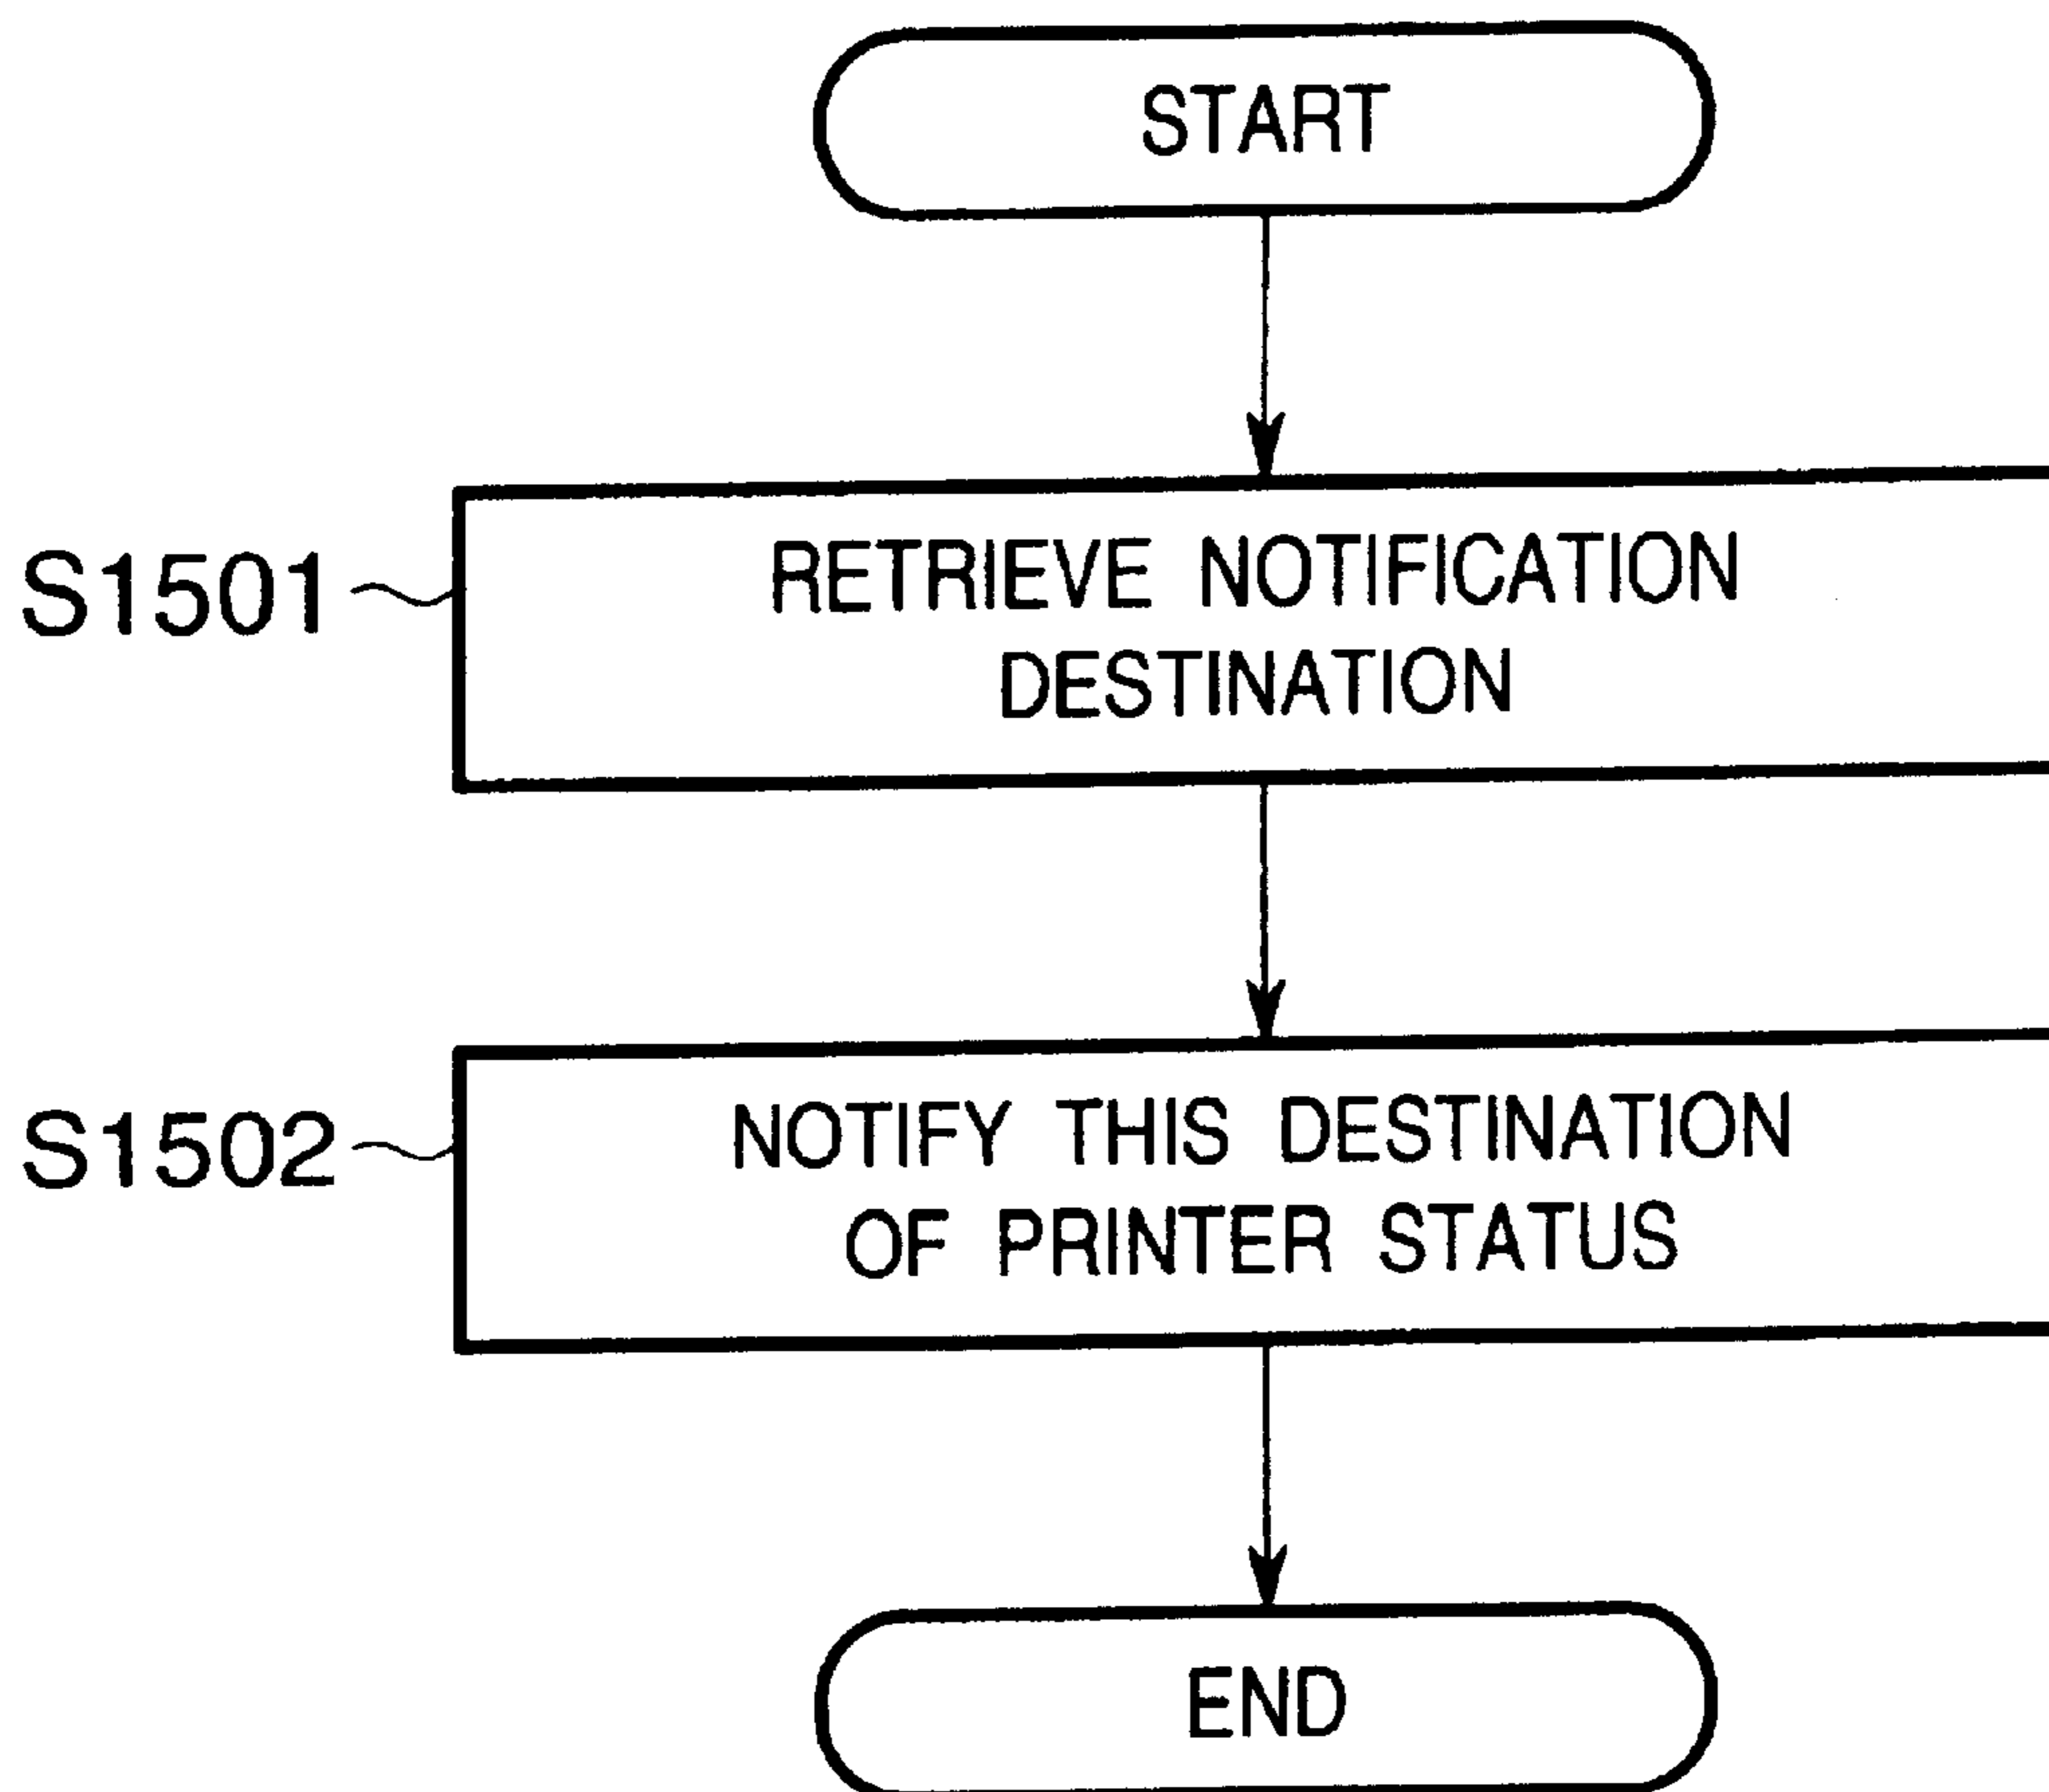 START
S1501
RETRIEVE NOTIFICATION
DESTINATION
S1502
NOTIFY THIS DESTINATION
OF PRINTER STATUS
END